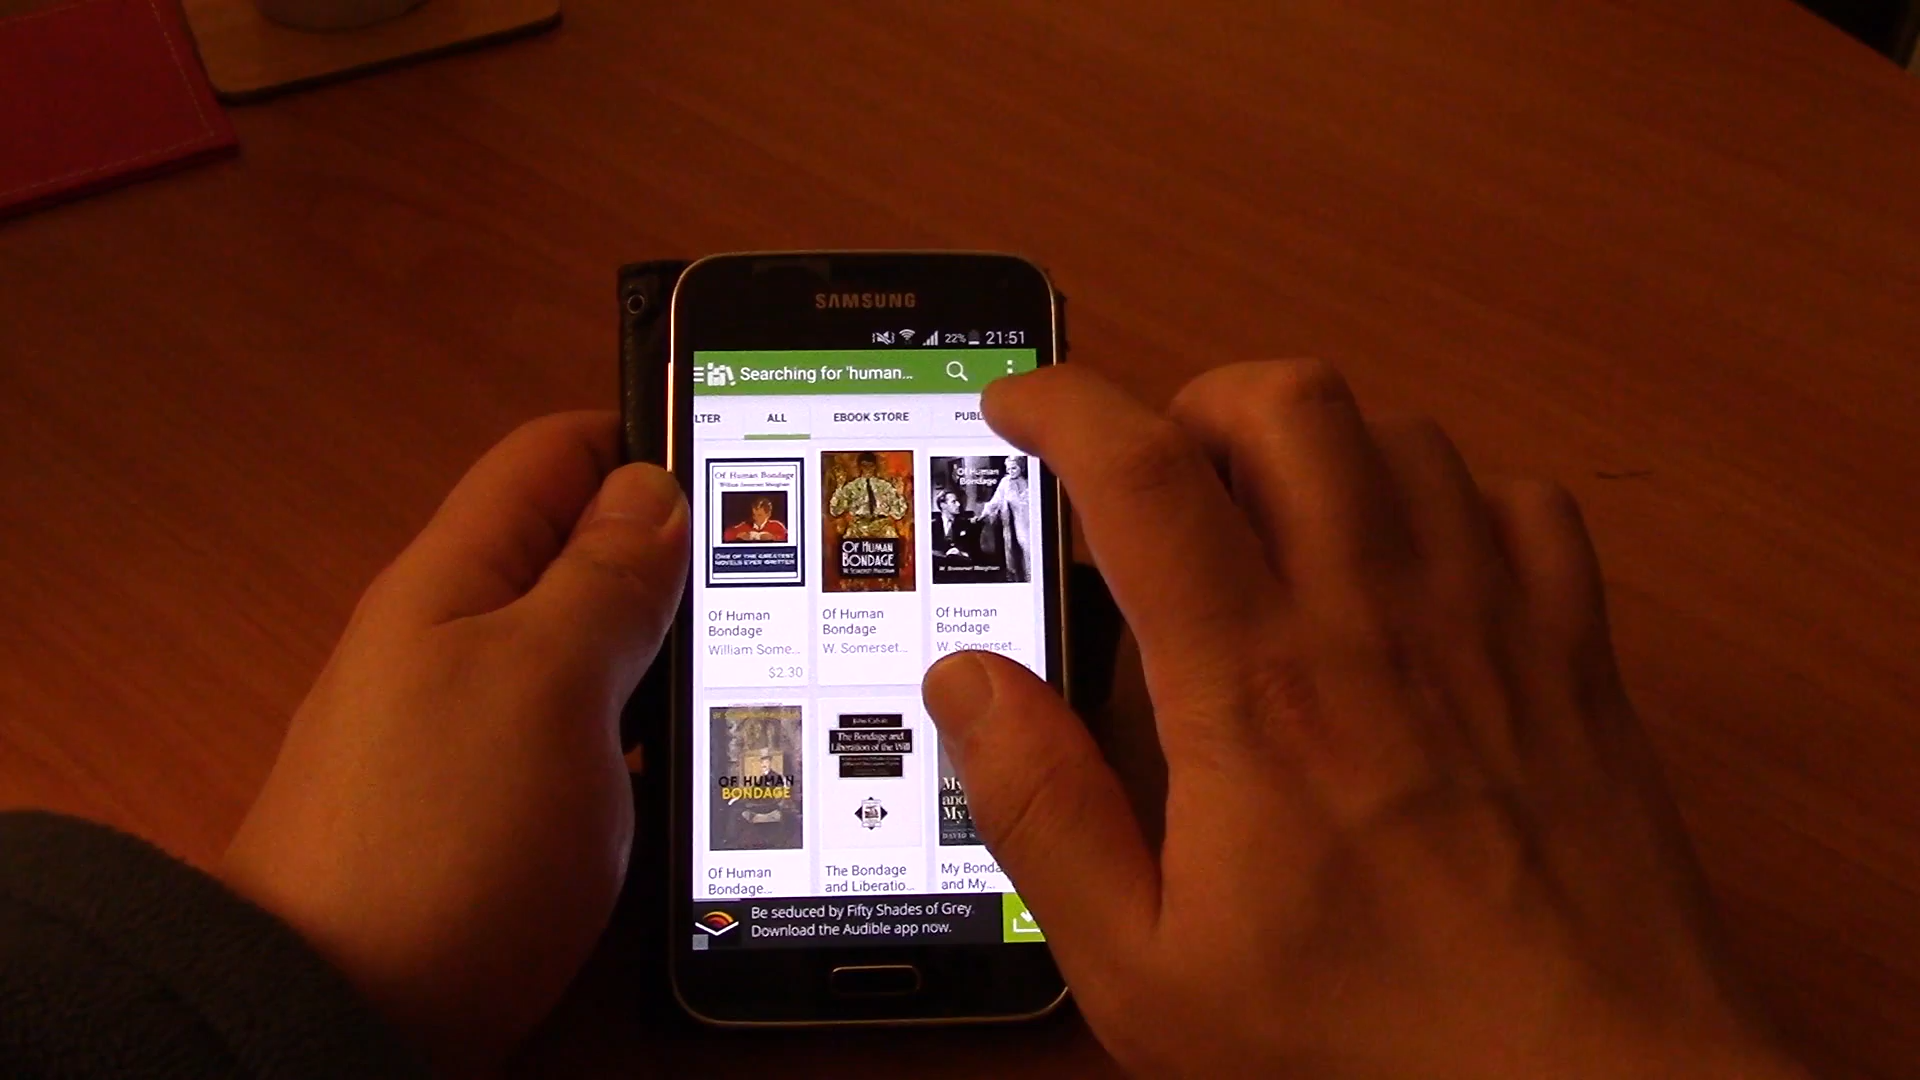 SAMSUNG
22% 21:51
Searching for 'human...
LTER ALL EBOOK STORE PUBL
Of Human Bondage
William Somerset Maugham
ONE OF THE GREATEST
NOVELS EVER WRITTEN
OF HUMAN
BONDAGE
W. SOMERSET MAUGHAM
Of Human
Bondage
W. Somerset Maugham
Of Human
Bondage
William Some...
$2.30
Of Human
Bondage
W. Somerset...
Of Human
Bondage
W. Somerset...
OF HUMAN
BONDAGE
John Calvin
The Bondage and
Liberation of the Will
My
and
My
DAVID W
Of Human
Bondage...
The Bondage
and Liberatio...
My Bonda
and My...
Be seduced by Fifty Shades of Grey.
Download the Audible app now.